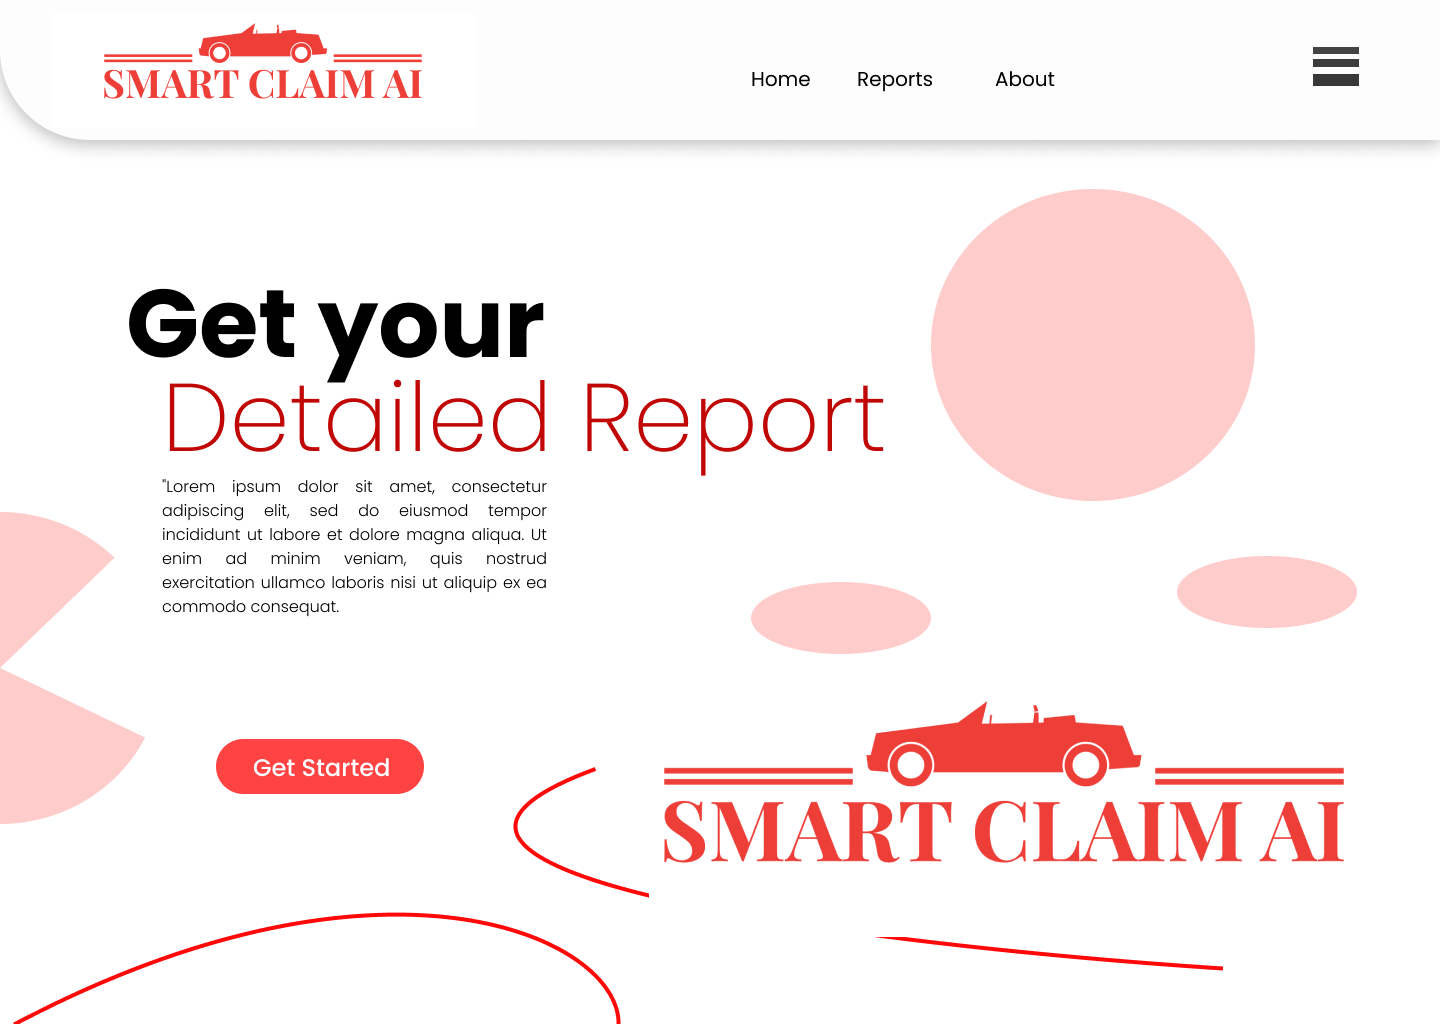 SMART CLAIM AI
Home Reports About
Get your
Detailed Report
"Lorem ipsum dolor sit amet, consectetur
adipiscing elit, sed do eiusmod tempor
incididunt ut labore et dolore magna aliqua. Ut
enim ad minim veniam, quis nostrud
exercitation ullamco laboris nisi ut aliquip ex ea
commodo consequat.
Get Started
SMART CLAIM AI